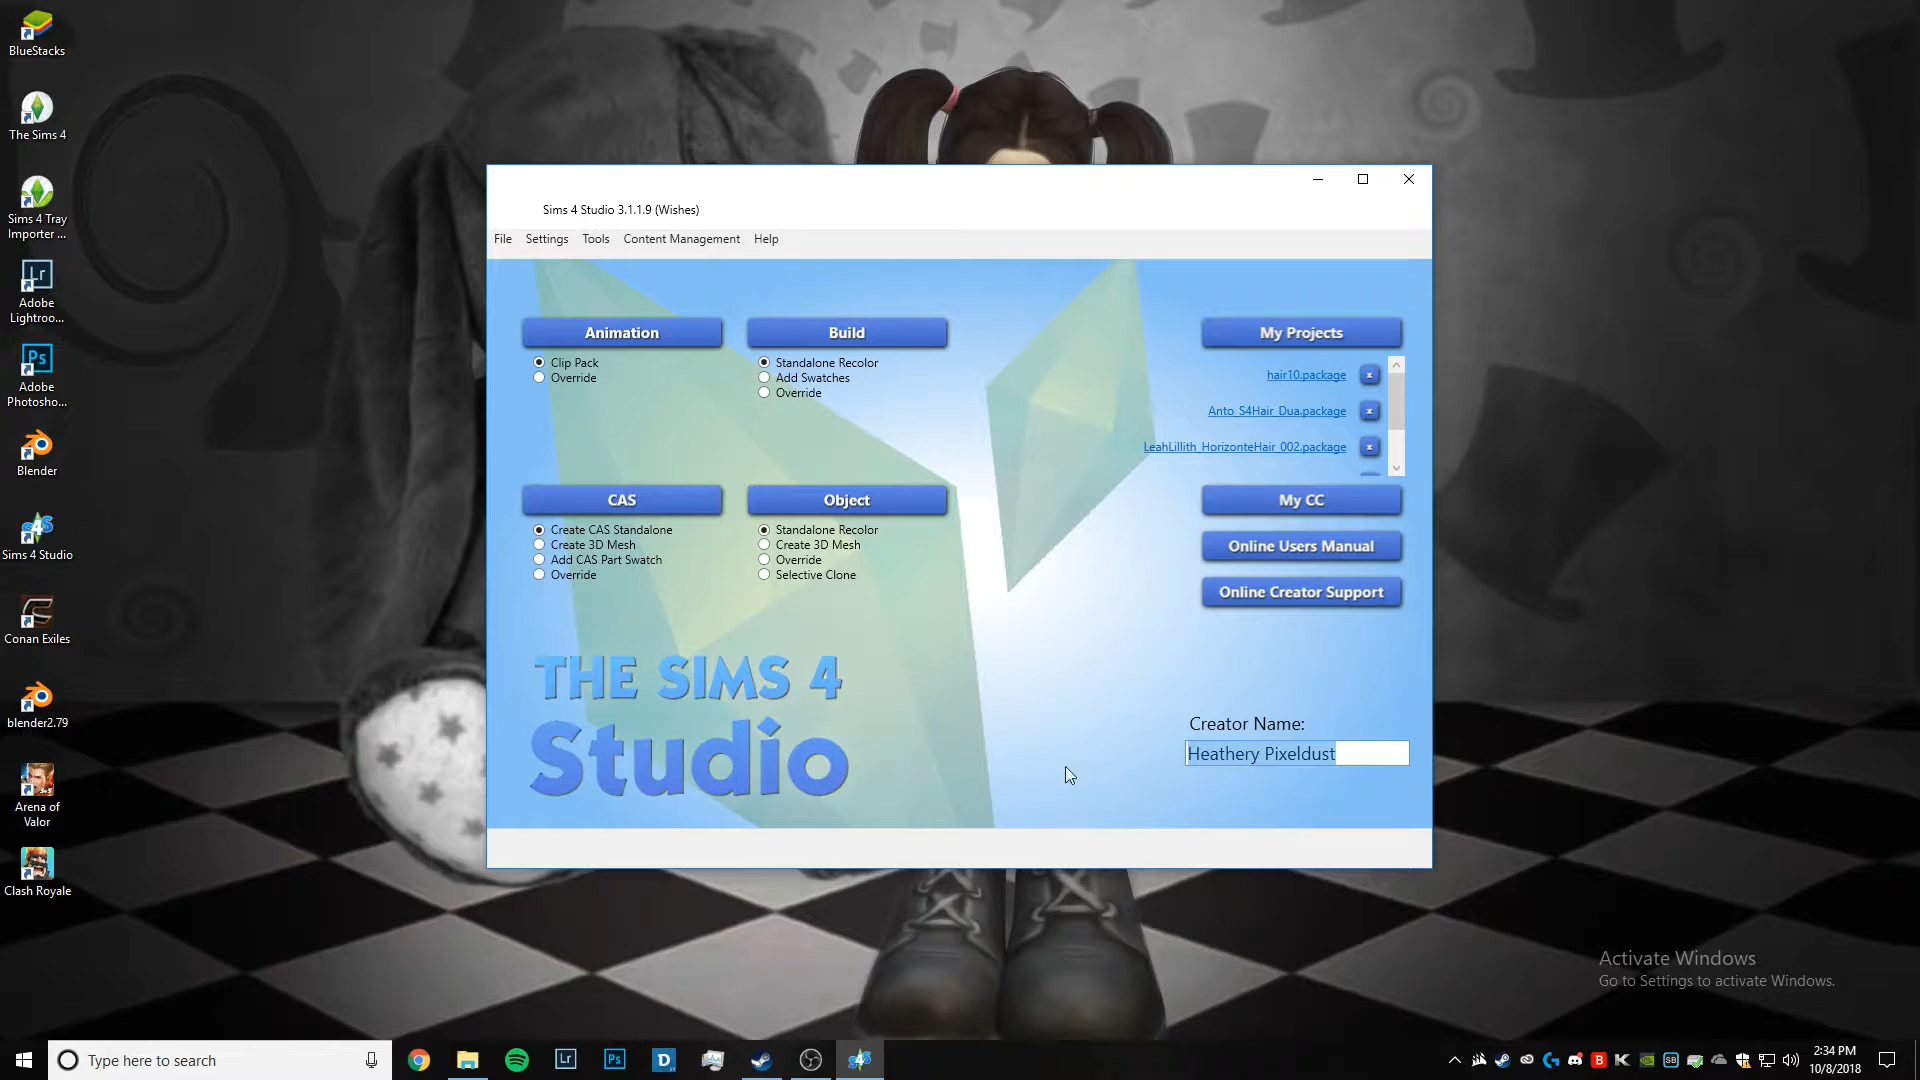 BlueStacks
The Sims 4
Sims 4 Tray
Importer ...
Adobe
Lightroo...
Adobe
Photosho...
Blender
Sims 4 Studio
Conan Exiles
blender2.79
Arena of
Valor
Clash Royale
Sims 4 Studio 3.1.1.9 (Wishes)
File Settings Tools Content Management Help
Animation
Clip Pack
Override
Build
Standalone Recolor
Add Swatches
Override
My Projects
hair10.package
Anto_S4Hair_Dua.package
LeahLillith_HorizonteHair_002.package
CAS
Create CAS Standalone
Create 3D Mesh
Add CAS Part Swatch
Override
Object
Standalone Recolor
Create 3D Mesh
Override
Selective Clone
My CC
Online Users Manual
Online Creator Support
THE SIMS 4
Studio
Creator Name:
Heathery Pixeldust
Activate Windows
Go to Settings to activate Windows.
Type here to search
2:34 PM
10/8/2018